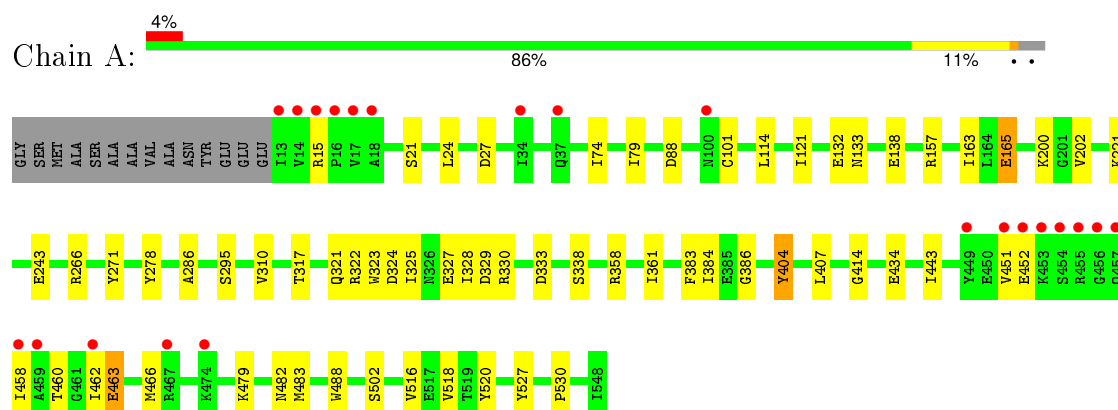 4%
Chain A:
86% 11% • •
GLY SER MET ALA SER ALA ALA VAL ALA ASN TYR GLU GLU GLU I13 V14 R15 P16 V17 A18 S21 L24 D27 I34 Q37 I74 I79 D88 N100 C101 L114 I121 E132 N133 E138 R157 I163 L164 E165 K200 G201 V202 K221
E243 R266 Y271 Y278 A286 S295 V310 T317 Q321 R322 W323 D324 I325 N326 E327 I328 D329 R330 D333 S338 R358 I361 F383 I384 E385 G386 Y404 L407 G414 E434 I443 Y449 E450 V451 E452 K453 S454 R455 G456 Q457
I458 A459 T460 G461 I462 E463 M466 R467 K474 K479 N482 M483 W488 S502 V516 E517 V518 T519 Y520 Y527 P530 I548